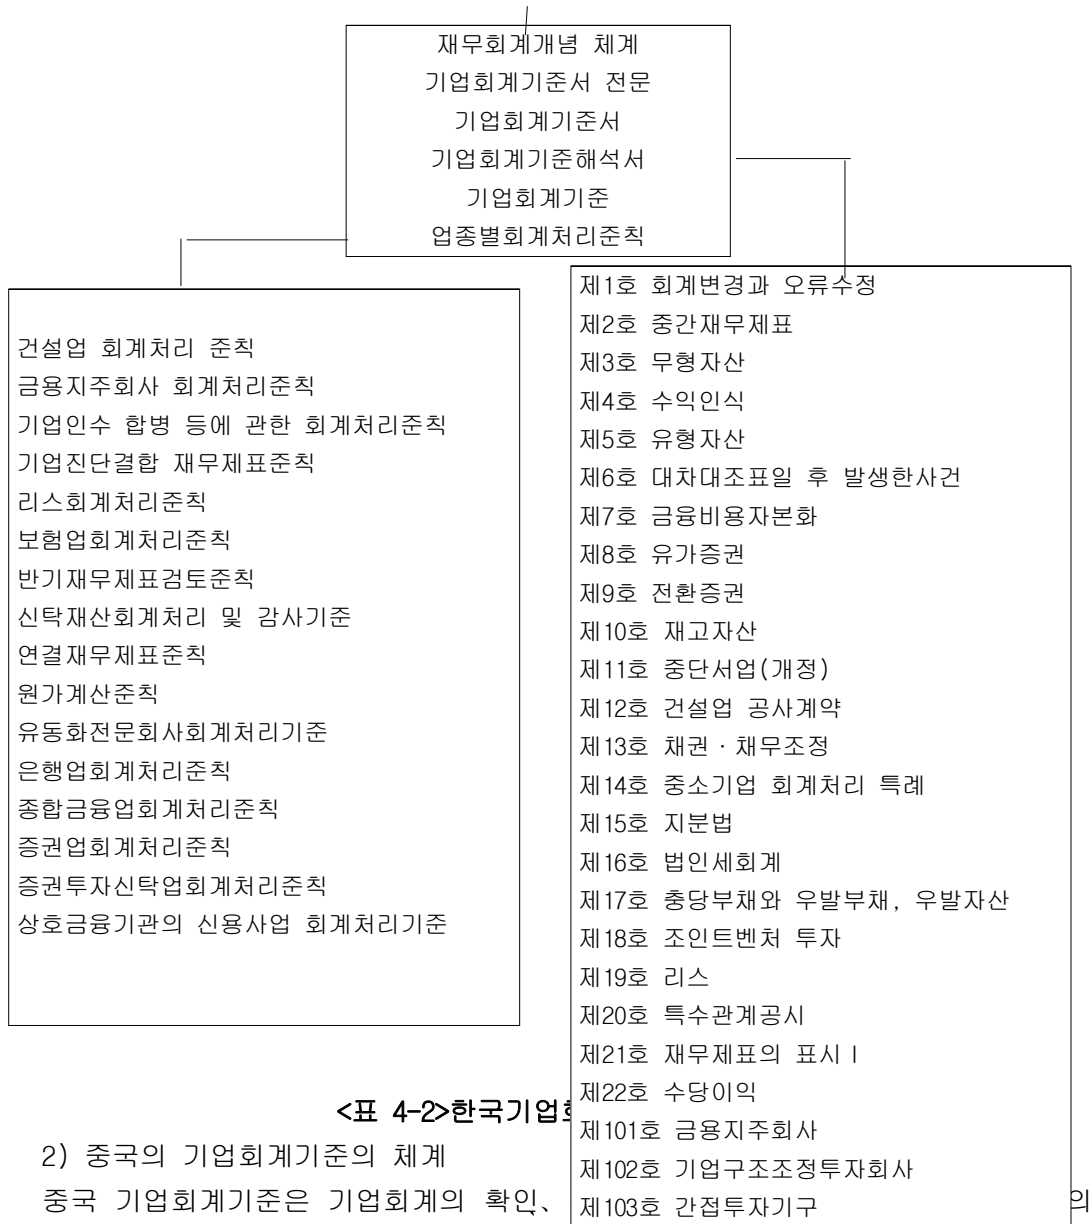 재무회계개념 체계
기업회계기준서 전문
기업회계기준서
기업회계기준해석서
기업회계기준
업종별회계처리준칙
건설업 회계처리 준칙
금용지주회사 회계처리준칙
기업인수 합병 등에 관한 회계처리준칙
기업진단결합 재무제표준칙
리스회계처리준칙
보험업회계처리준칙
반기재무제표검토준칙
신탁재산회계처리 및 감사기준
연결재무제표준칙
원가계산준칙
유동화전문회사회계처리기준
은행업회계처리준칙
종합금융업회계처리준칙
증권업회계처리준칙
증권투자신탁업회계처리준칙
상호금융기관의 신용사업 회계처리기준
제1호 회계변경과 오류수정
제2호 중간재무제표
제3호 무형자산
제4호 수익인식
제5호 유형자산
제6호 대차대조표일 후 발생한사건
제7호 금융비용자본화
제8호 유가증권
제9호 전환증권
제10호 재고자산
제11호 중단서업(개정)
제12호 건설업 공사계약
제13호 채권·채무조정
제14호 중소기업 회계처리 특례
제15호 지분법
제16호 법인세회계
제17호 충당부채와 우발부채, 우발자산
제18호 조인트벤처 투자
제19호 리스
제20호 특수관계공시
제21호 재무제표의 표시Ⅰ
제22호 수당이익
제101호 금융지주회사
제102호 기업구조조정투자회사
제103호 간접투자기구
<표 4-2>한국기업
2) 중국의 기업회계기준의 체계
중국 기업회계기준은 기업회계의 확인、 의